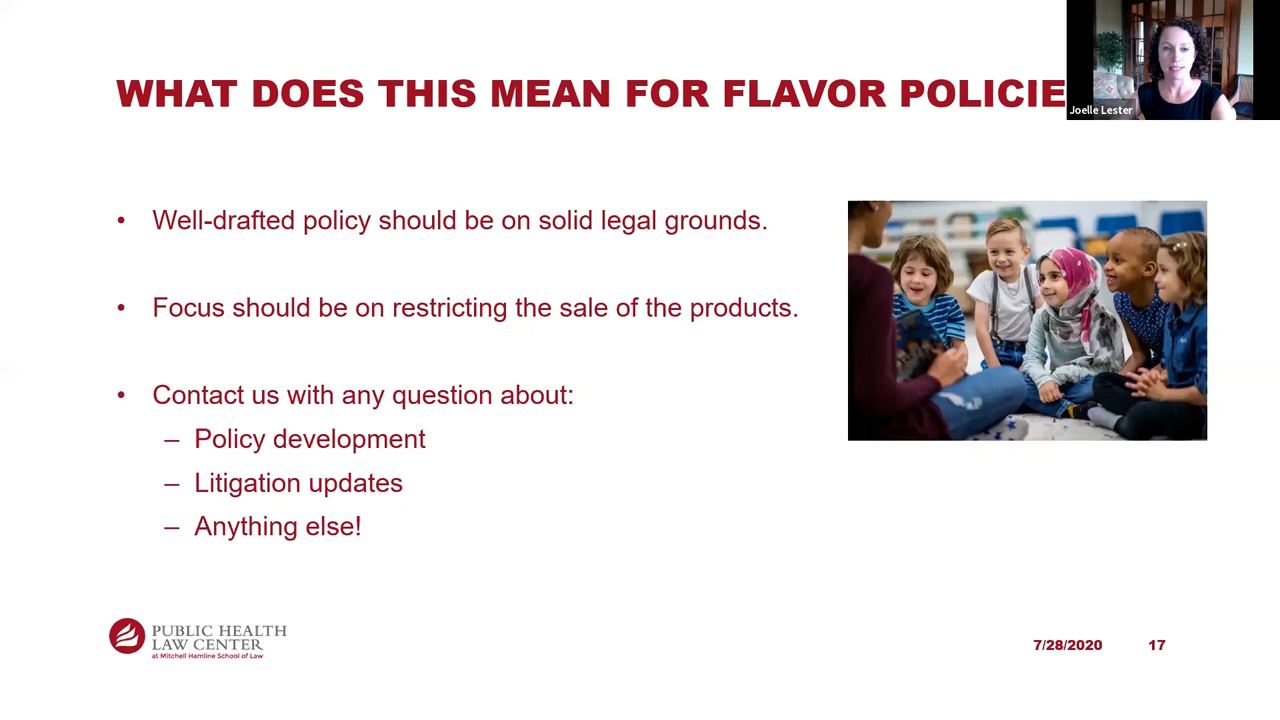 WHAT DOES THIS MEAN FOR FLAVOR POLICIE
Joelle Lester
• Well-drafted policy should be on solid legal grounds.
• Focus should be on restricting the sale of the products.
• Contact us with any question about:
– Policy development
– Litigation updates
– Anything else!
PUBLIC HEALTH
LAW CENTER
at Mitchell Hamline School of Law
7/28/2020 17